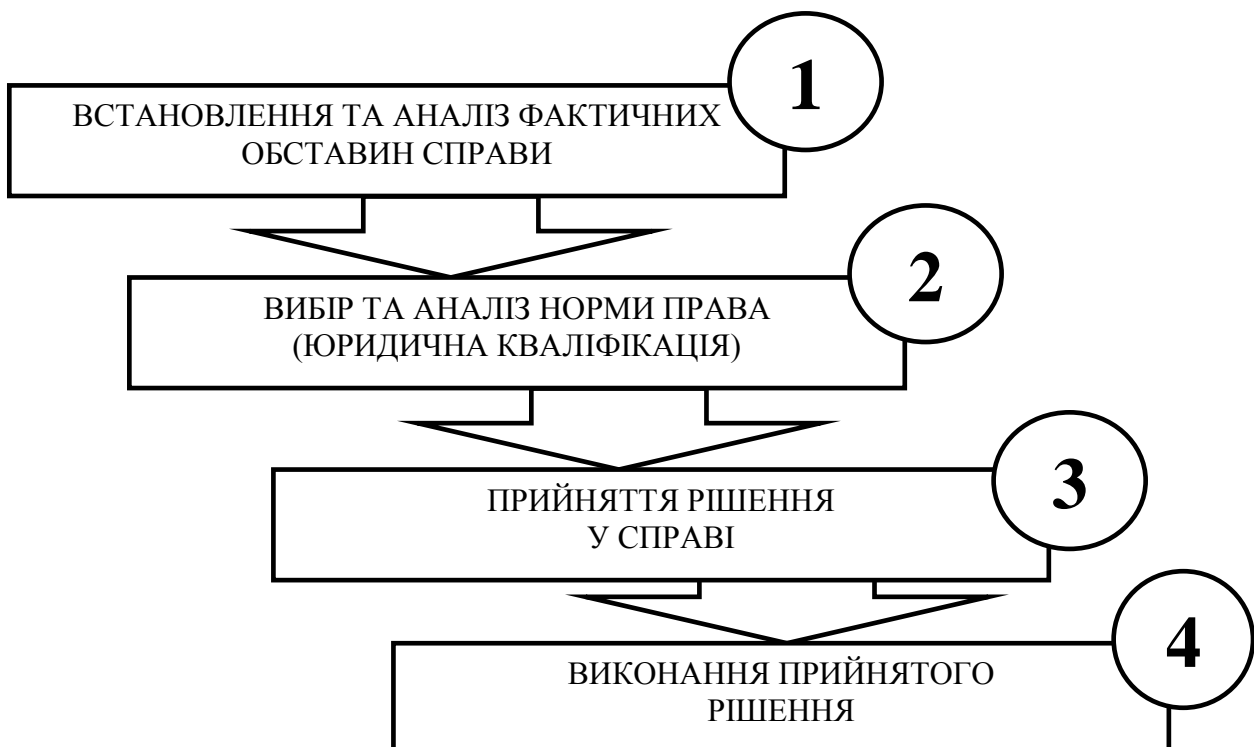 1
ВСТАНОВЛЕННЯ ТА АНАЛІЗ ФАКТИЧНИХ
ОБСТАВИН СПРАВИ
2
ВИБІР ТА АНАЛІЗ НОРМИ ПРАВА
(ЮРИДИЧНА КВАЛІФІКАЦІЯ)
3
ПРИЙНЯТТЯ РІШЕННЯ
У СПРАВІ
4
ВИКОНАННЯ ПРИЙНЯТОГО
РІШЕННЯ